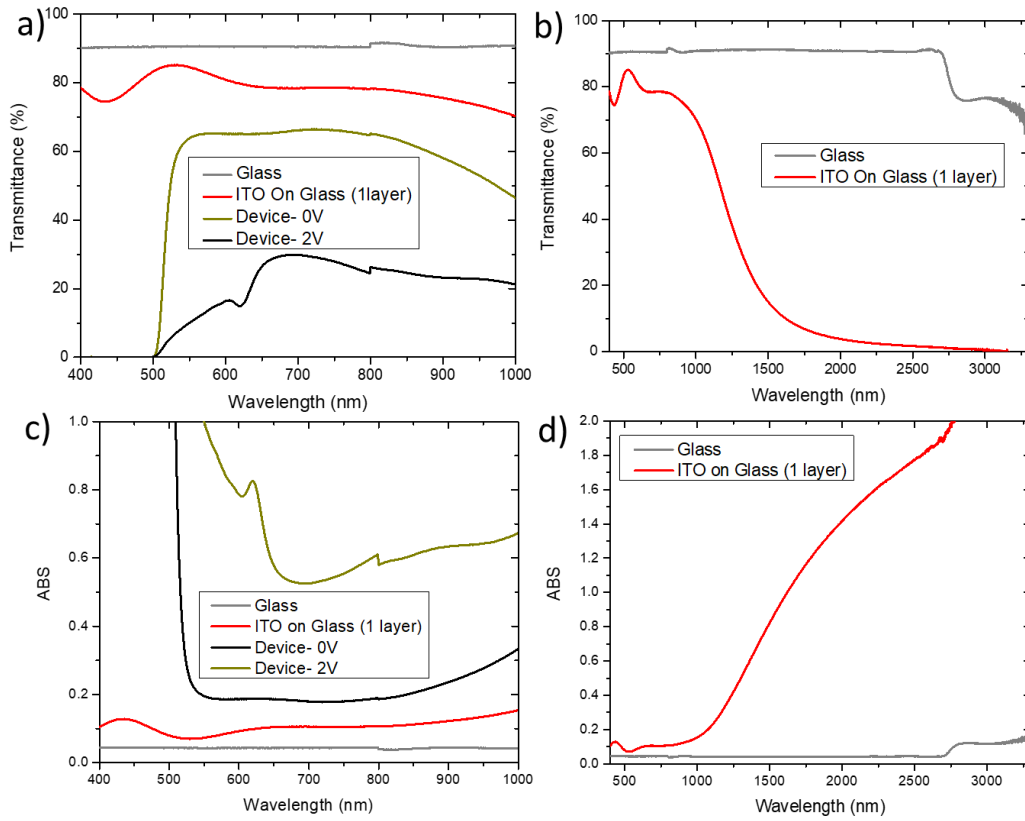 a)
100
80
60
40
20
0
Transmittance (%)
Glass
ITO On Glass (1layer)
Device- 0V
Device- 2V
400 500 600 700 800 900 1000
Wavelength (nm)
b)
100
80
60
40
20
0
Transmittance (%)
Glass
ITO On Glass (1 layer)
500 1000 1500 2000 2500 3000
Wavelength (nm)
c)
1.0
0.8
0.6
0.4
0.2
0.0
ABS
Glass
ITO on Glass (1 layer)
Device- 0V
Device- 2V
400 500 600 700 800 900 1000
Wavelength (nm)
d)
2.0
1.8
1.6
1.4
1.2
1.0
0.8
0.6
0.4
0.2
0.0
ABS
Glass
ITO on Glass (1 layer)
500 1000 1500 2000 2500 3000
Wavelength (nm)